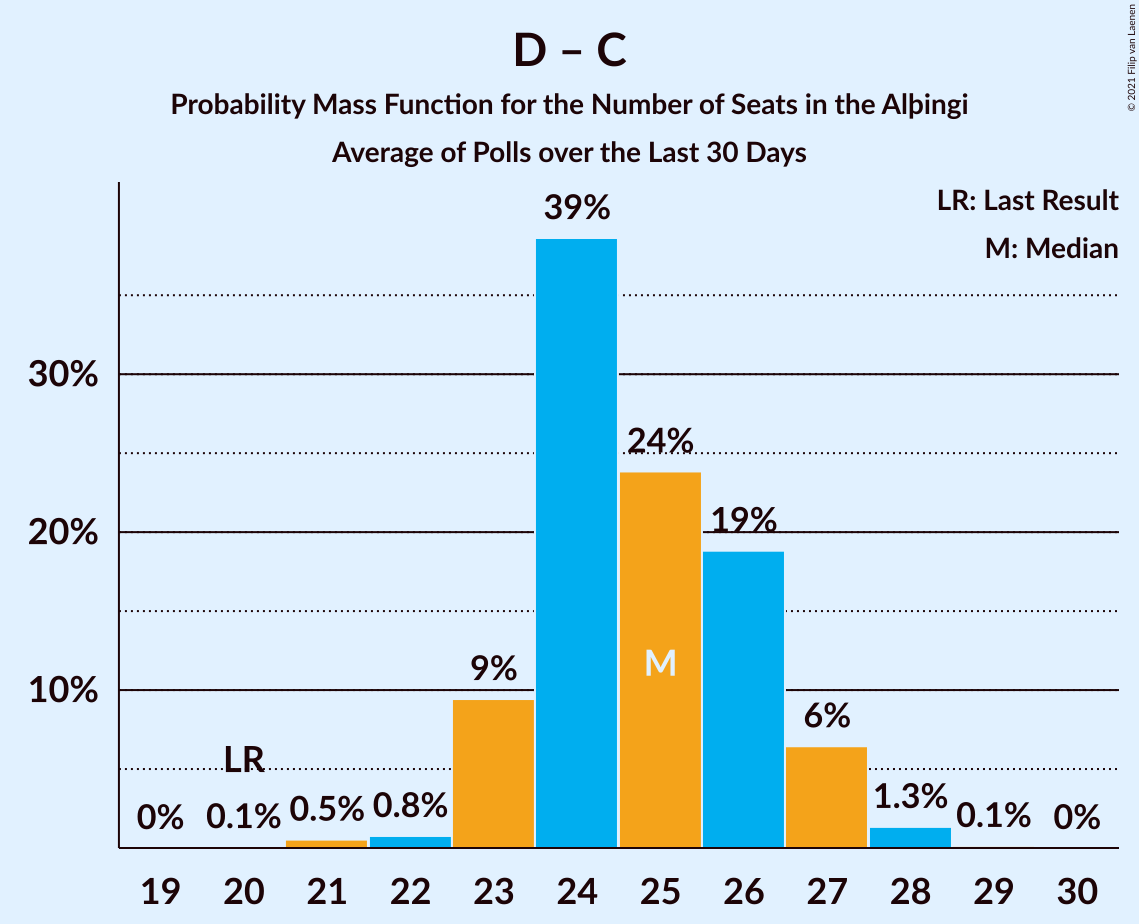 D – C
Probability Mass Function for the Number of Seats in the Alþingi
Average of Polls over the Last 30 Days
© 2021 Filip van Laenen
LR: Last Result
M: Median
39%
30%
24%
20%
19%
M
10%
9%
6%
LR
0%
0.1%
0.5%
0.8%
1.3%
0.1%
0%
19 20 21 22 23 24 25 26 27 28 29 30